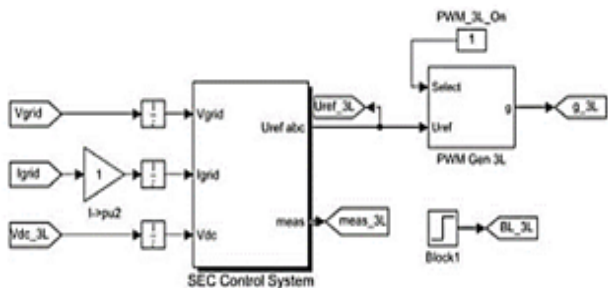 PWM_3L_On
1
Vgrid
Vgrid
Uref_3L
Select
g
g_3L
Uref abc
Uref
PWM Gen 3L
Igrid
1
Igrid
I->pu2
Vdc_3L
Vdc
meas
meas_3L
BL_3L
Block1
SEC Control System